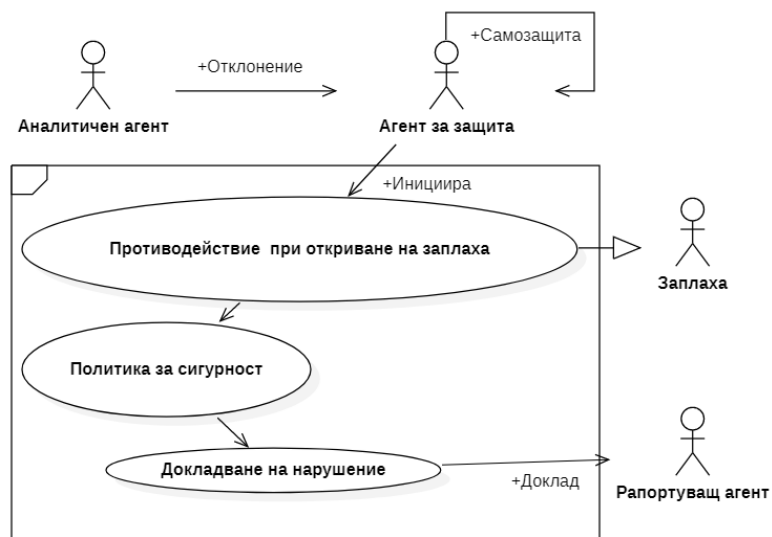 +Самозащита
+Отклонение
Аналитичен агент
Агент за защита
+Инициира
Противодействие при откриване на заплаха
Заплаха
Политика за сигурност
Докладване на нарушение
+Доклад
Рапортуващ агент